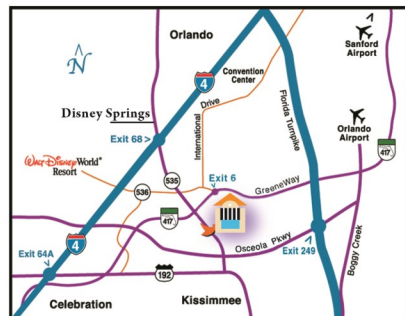 Orlando
Sanford
Airport
N
4
Convention
Center
Disney Springs
International Drive
Florida Turnpike
Orlando
Airport
Exit 68 >
417
Walt Disney World®
Resort
535
Exit 6
GreeneWay
536
417
4
Osceola Pkwy
Exit 64A
192
Exit 249
Boggy Creek
Celebration
Kissimmee